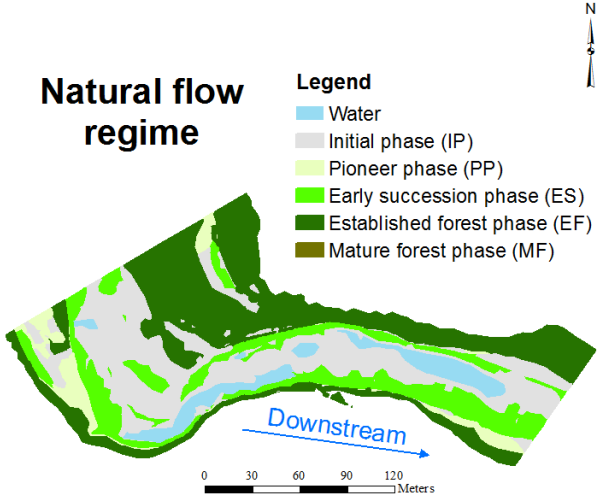 N
Natural flow
regime
Legend
Water
Initial phase (IP)
Pioneer phase (PP)
Early succession phase (ES)
Established forest phase (EF)
Mature forest phase (MF)
Downstream
0 30 60 90 120
Meters